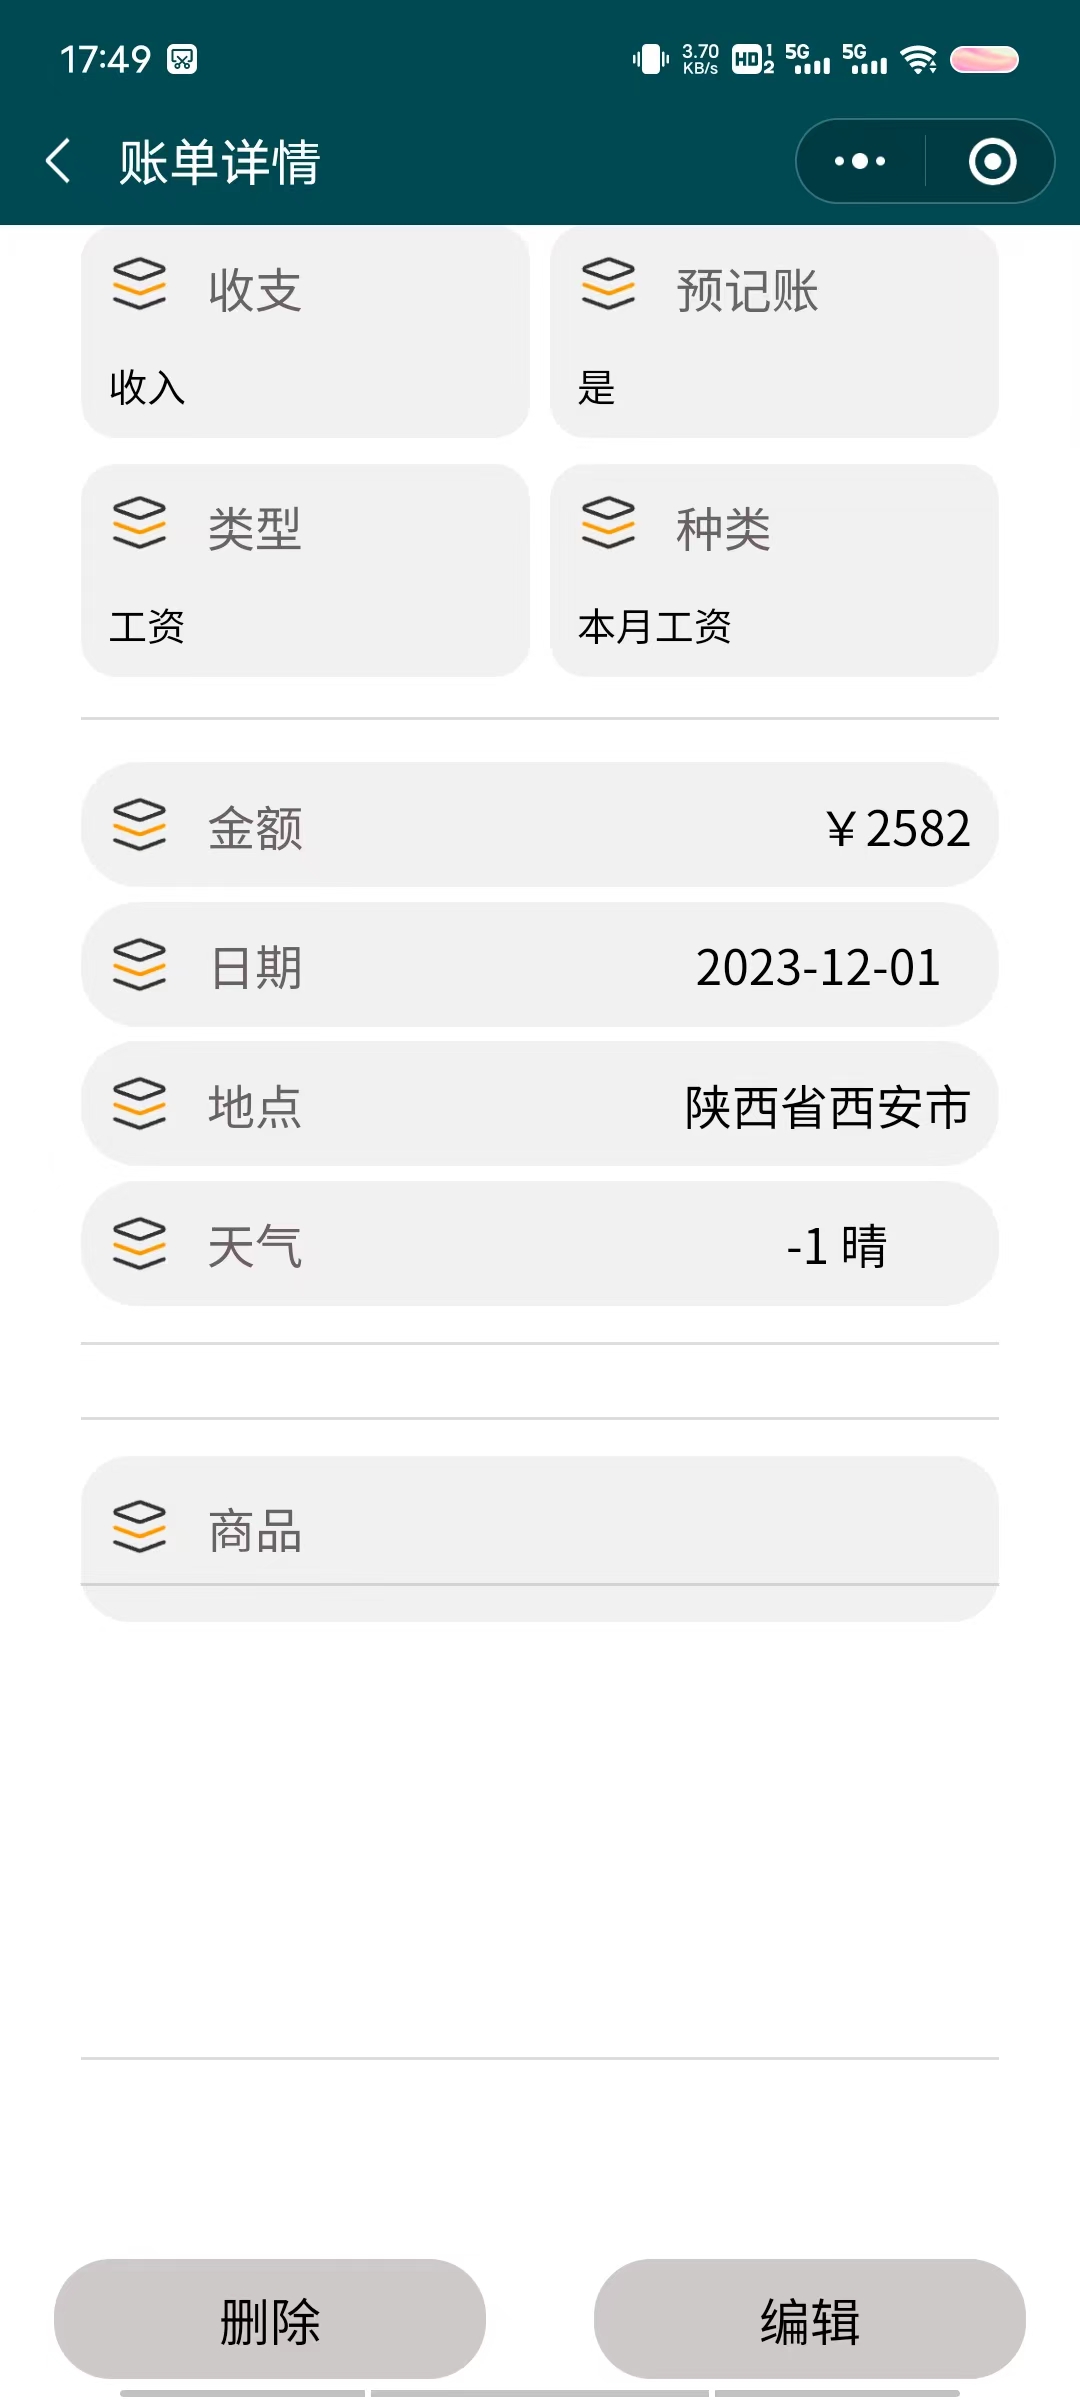 17:49 3.70 KB/s HD 1 2 5G 5G
账单详情
收支 预记账
收入 是
类型 种类
工资 本月工资
金额 ￥2582
日期 2023-12-01
地点 陕西省西安市
天气 -1 晴
商品
删除 编辑